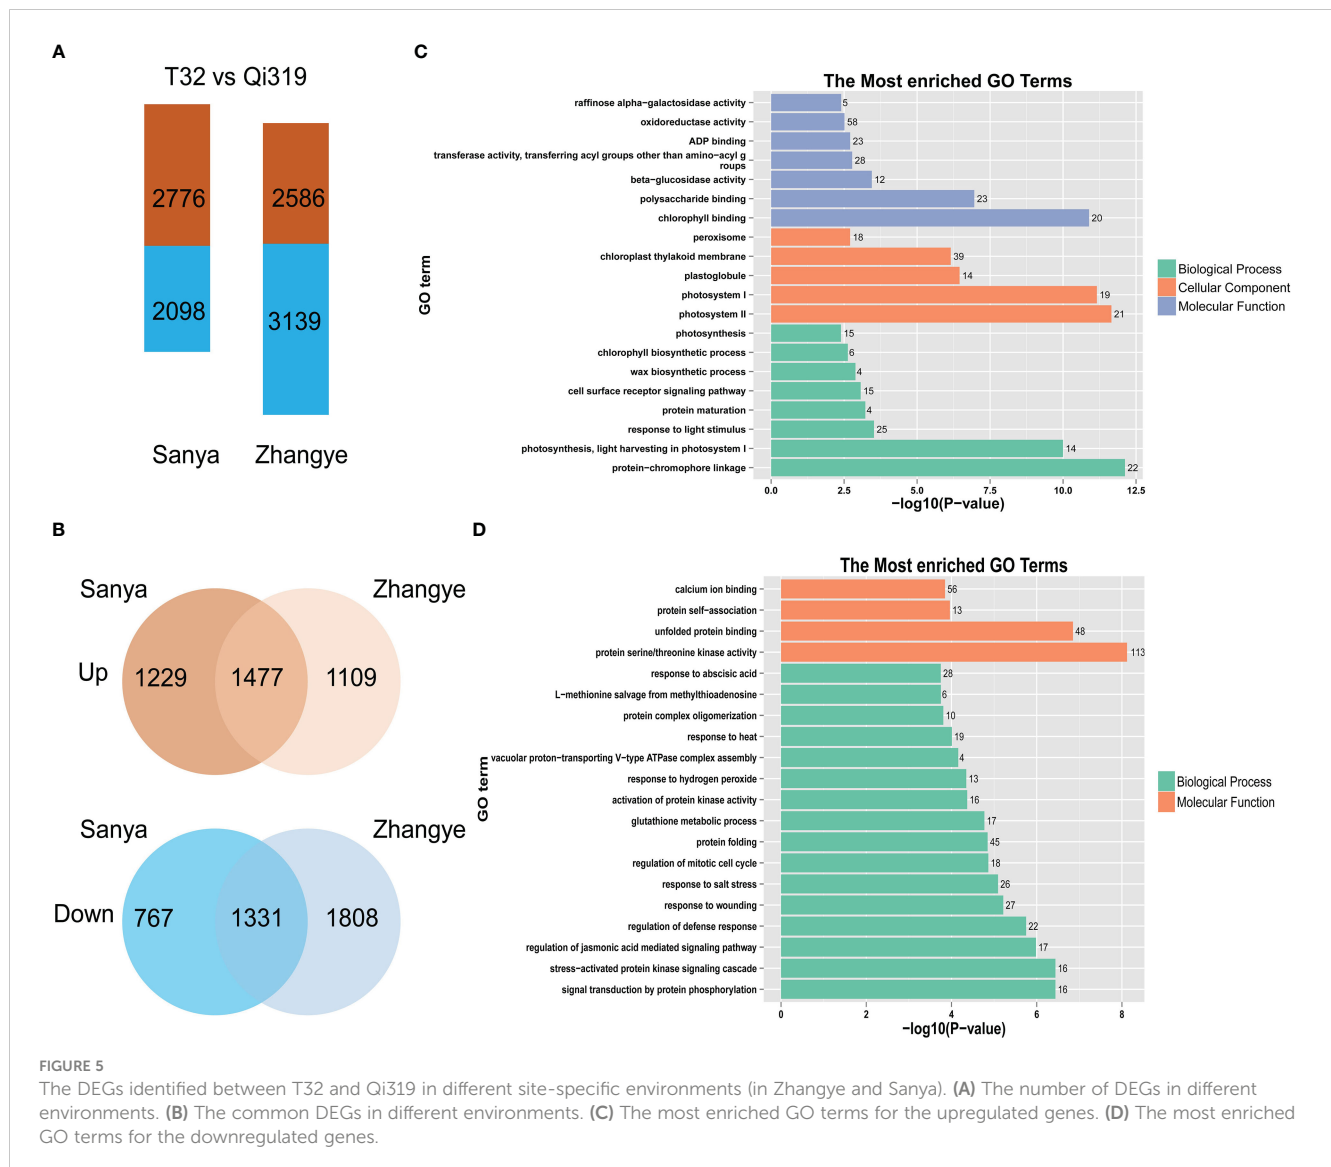 A
T32 vs Qi319
2776
2586
2098
3139
Sanya
Zhangye
B
Sanya
Zhangye
Up
1229
1477
1109
Sanya
Zhangye
Down
767
1331
1808
C
The Most enriched GO Terms
GO term
raffinose alpha−galactosidase activity
5
oxidoreductase activity
58
ADP binding
23
transferase activity, transferring acyl groups other than amino−acyl g
roups
28
beta−glucosidase activity
12
polysaccharide binding
23
chlorophyll binding
20
peroxisome
18
chloroplast thylakoid membrane
39
plastoglobule
14
photosystem I
19
photosystem II
21
photosynthesis
15
chlorophyll biosynthetic process
6
wax biosynthetic process
4
cell surface receptor signaling pathway
15
protein maturation
4
response to light stimulus
25
photosynthesis, light harvesting in photosystem I
14
protein−chromophore linkage
22
0.0
2.5
5.0
7.5
10.0
12.5
−log10(P−value)
Biological Process
Cellular Component
Molecular Function
D
The Most enriched GO Terms
GO term
calcium ion binding
56
protein self−association
13
unfolded protein binding
48
protein serine/threonine kinase activity
113
response to abscisic acid
28
L−methionine salvage from methylthioadenosine
6
protein complex oligomerization
10
response to heat
19
vacuolar proton−transporting V−type ATPase complex assembly
4
response to hydrogen peroxide
13
activation of protein kinase activity
16
glutathione metabolic process
17
protein folding
45
regulation of mitotic cell cycle
18
response to salt stress
26
response to wounding
27
regulation of defense response
22
regulation of jasmonic acid mediated signaling pathway
17
stress−activated protein kinase signaling cascade
16
signal transduction by protein phosphorylation
16
0
2
4
6
8
−log10(P−value)
Biological Process
Molecular Function
FIGURE 5
The DEGs identified between T32 and Qi319 in different site-specific environments (in Zhangye and Sanya). (A) The number of DEGs in different
environments. (B) The common DEGs in different environments. (C) The most enriched GO terms for the upregulated genes. (D) The most enriched
GO terms for the downregulated genes.